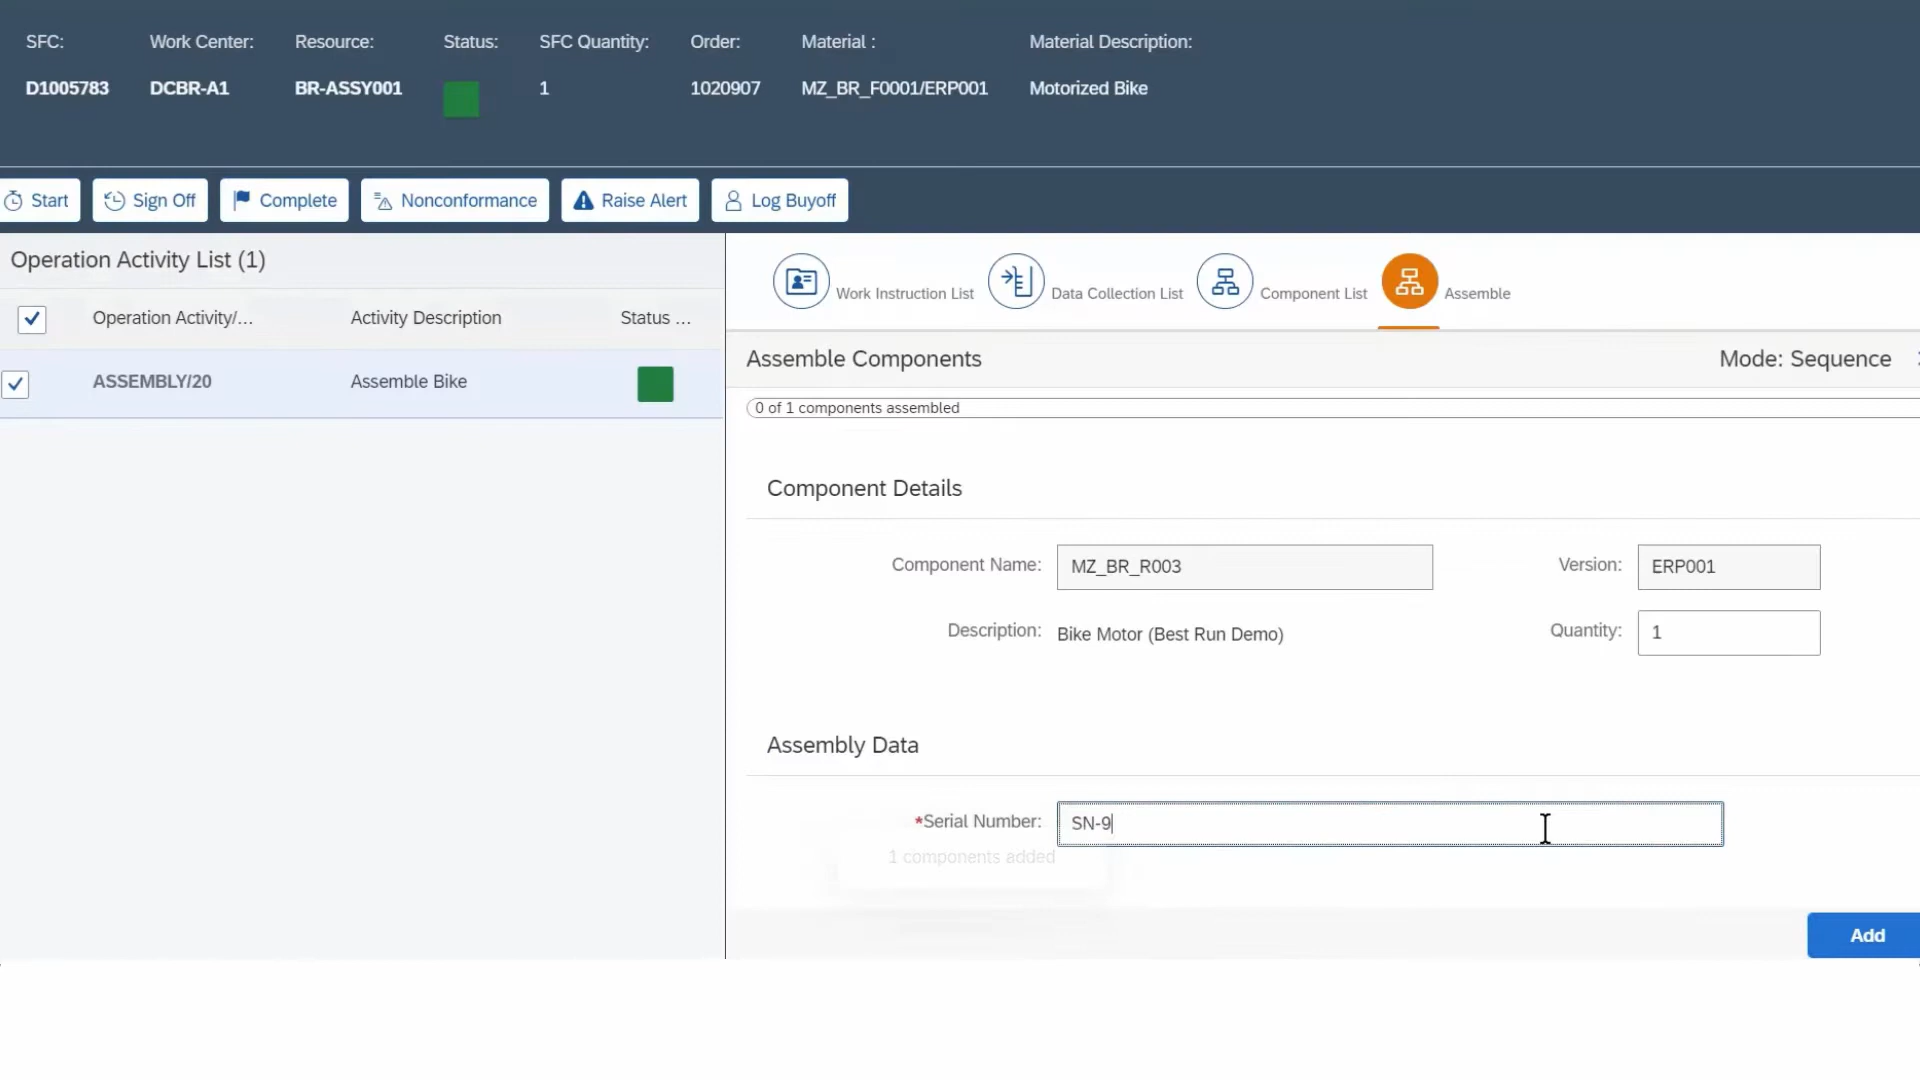 SFC: Work Center: Resource: Status: SFC Quantity: Order: Material : Material Description:
D1005783 DCBR-A1 BR-ASSY001 1 1020907 MZ_BR_F0001/ERP001 Motorized Bike
Start Sign Off Complete Nonconformance Raise Alert Log Buyoff
Operation Activity List (1)
Operation Activity/... Activity Description Status ...
ASSEMBLY/20 Assemble Bike
Work Instruction List Data Collection List Component List Assemble
Assemble Components Mode: Sequence
0 of 1 components assembled
Component Details
Component Name: MZ_BR_R003 Version: ERP001
Description: Bike Motor (Best Run Demo) Quantity: 1
Assembly Data
*Serial Number: SN-9
1 components added
Add